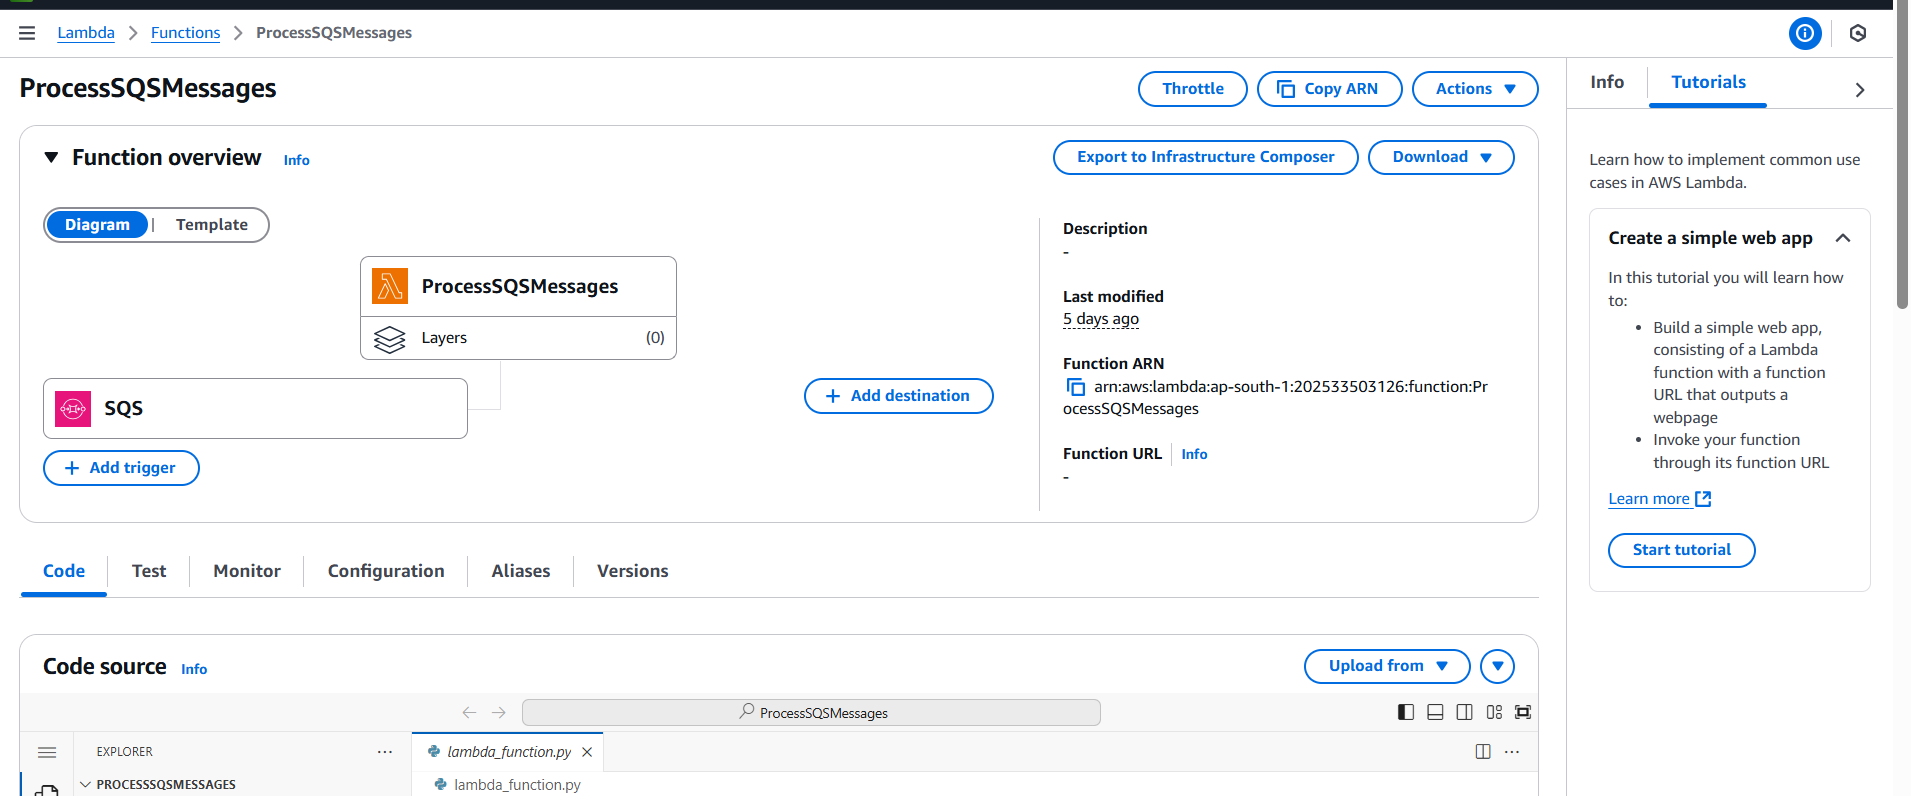 Lambda > Functions > ProcessSQSMessages
ProcessSQSMessages
Throttle
Copy ARN
Actions
Function overview Info
Export to Infrastructure Composer
Download
Diagram | Template
ProcessSQSMessages
Layers (0)
SQS
+ Add trigger
+ Add destination
Description
-
Last modified
5 days ago
Function ARN
arn:aws:lambda:ap-south-1:202533503126:function:Pr
ocessSQSMessages
Function URL Info
-
Code Test Monitor Configuration Aliases Versions
Code source Info
Upload from
ProcessSQSMessages
EXPLORER ...
lambda_function.py
...
PROCESSSQSMESSAGES
lambda_function.py
Info Tutorials
Learn how to implement common use
cases in AWS Lambda.
Create a simple web app
In this tutorial you will learn how
to:
• Build a simple web app,
consisting of a Lambda
function with a function
URL that outputs a
webpage
• Invoke your function
through its function URL
Learn more
Start tutorial